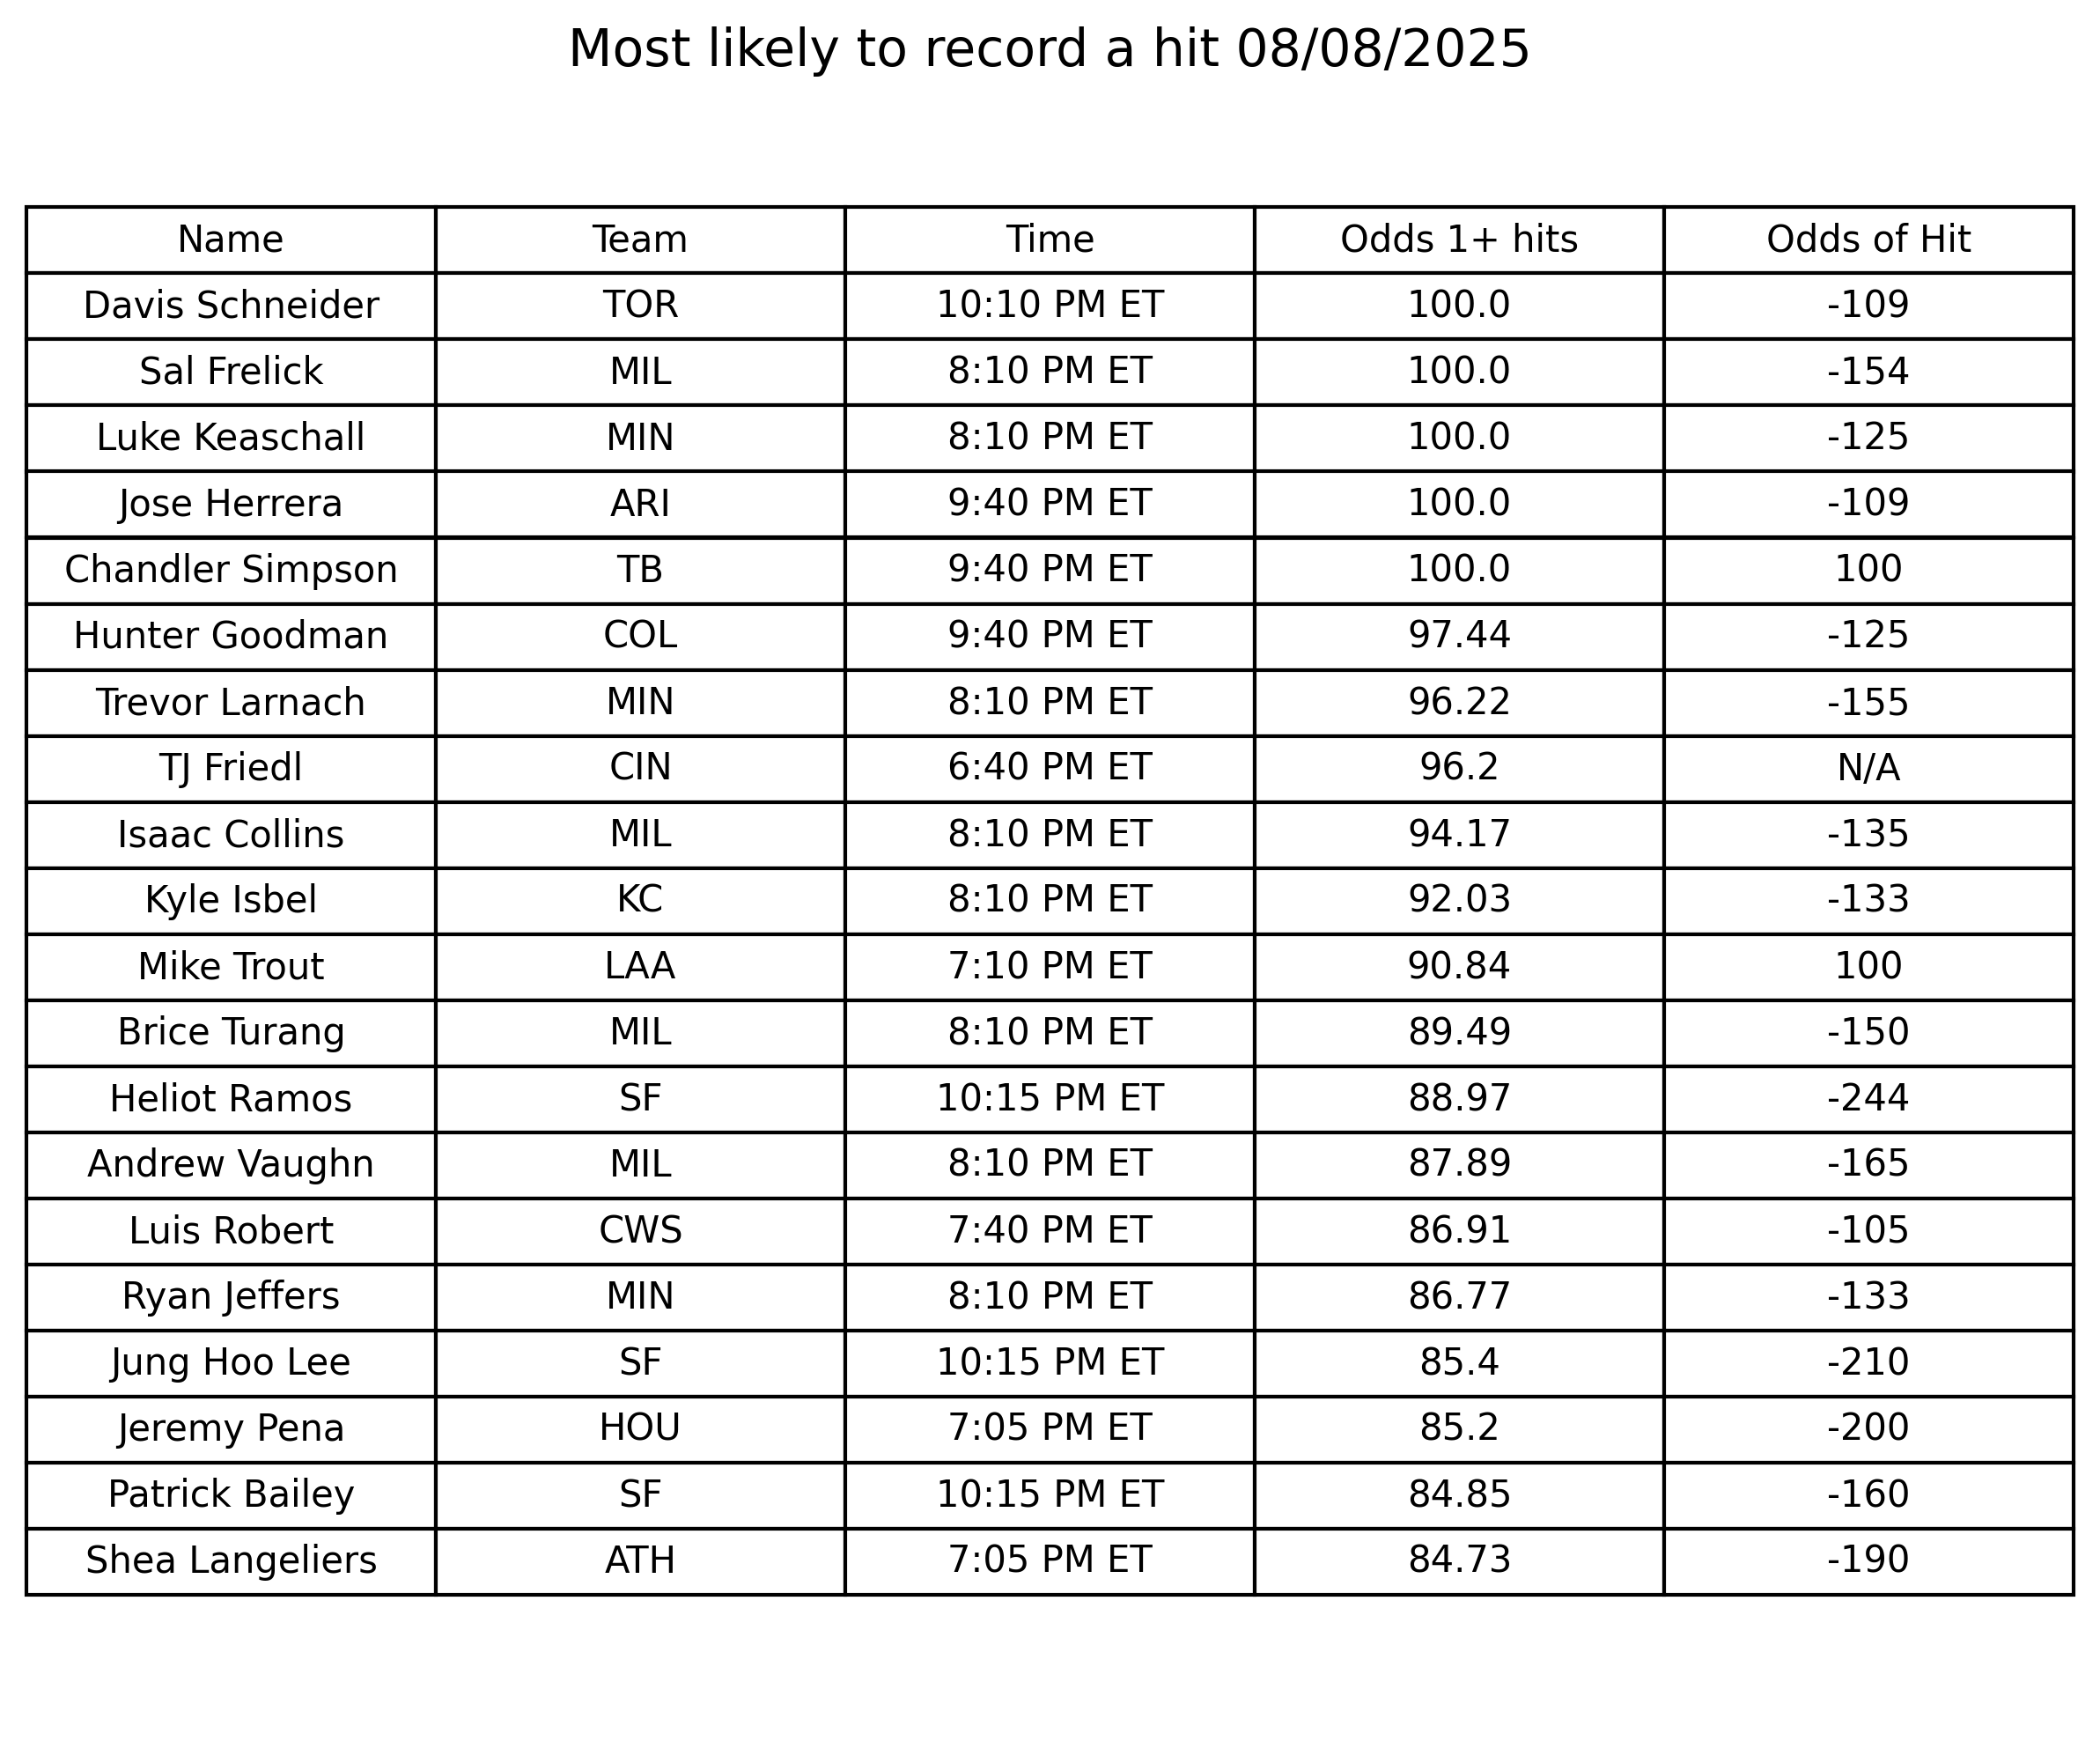 Most likely to record a hit 08/08/2025
Name Team Time Odds 1+ hits Odds of Hit
Davis Schneider TOR 10:10 PM ET 100.0 -109
Sal Frelick MIL 8:10 PM ET 100.0 -154
Luke Keaschall MIN 8:10 PM ET 100.0 -125
Jose Herrera ARI 9:40 PM ET 100.0 -109
Chandler Simpson TB 9:40 PM ET 100.0 100
Hunter Goodman COL 9:40 PM ET 97.44 -125
Trevor Larnach MIN 8:10 PM ET 96.22 -155
TJ Friedl CIN 6:40 PM ET 96.2 N/A
Isaac Collins MIL 8:10 PM ET 94.17 -135
Kyle Isbel KC 8:10 PM ET 92.03 -133
Mike Trout LAA 7:10 PM ET 90.84 100
Brice Turang MIL 8:10 PM ET 89.49 -150
Heliot Ramos SF 10:15 PM ET 88.97 -244
Andrew Vaughn MIL 8:10 PM ET 87.89 -165
Luis Robert CWS 7:40 PM ET 86.91 -105
Ryan Jeffers MIN 8:10 PM ET 86.77 -133
Jung Hoo Lee SF 10:15 PM ET 85.4 -210
Jeremy Pena HOU 7:05 PM ET 85.2 -200
Patrick Bailey SF 10:15 PM ET 84.85 -160
Shea Langeliers ATH 7:05 PM ET 84.73 -190